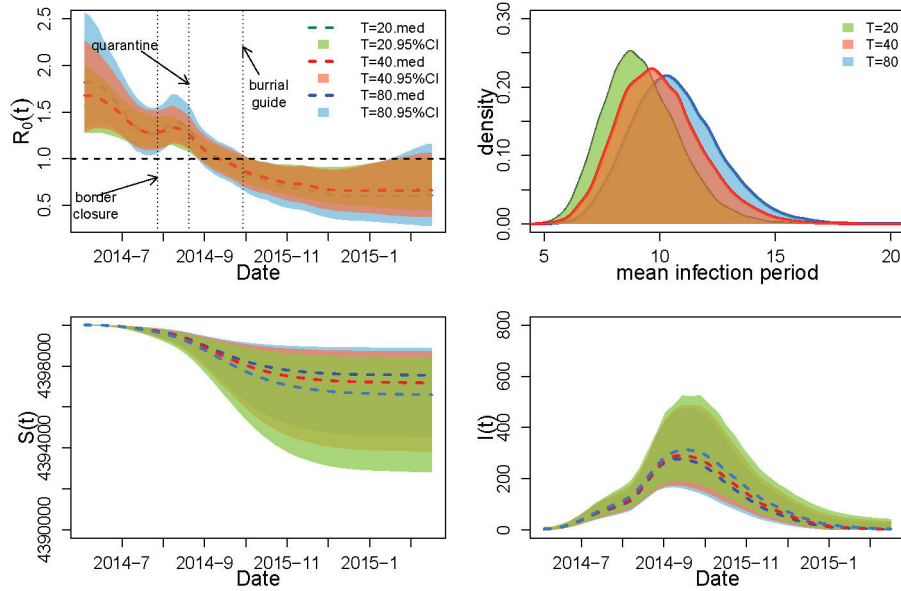 R0(t)
2.5
2.0
1.5
1.0
0.5
quarantine
burrial
guide
border
closure
T=20.med
T=20.95%CI
T=40.med
T=40.95%CI
T=80.med
T=80.95%CI
2014−7
2014−9
2015−11
2015−1
Date
density
0.30
0.20
0.10
0.00
T=20
T=40
T=80
5
10
15
20
mean infection period
S(t)
4398000
4394000
4390000
2014−7
2014−9
2015−11
2015−1
Date
I(t)
800
600
400
200
0
2014−7
2014−9
2015−11
2015−1
Date